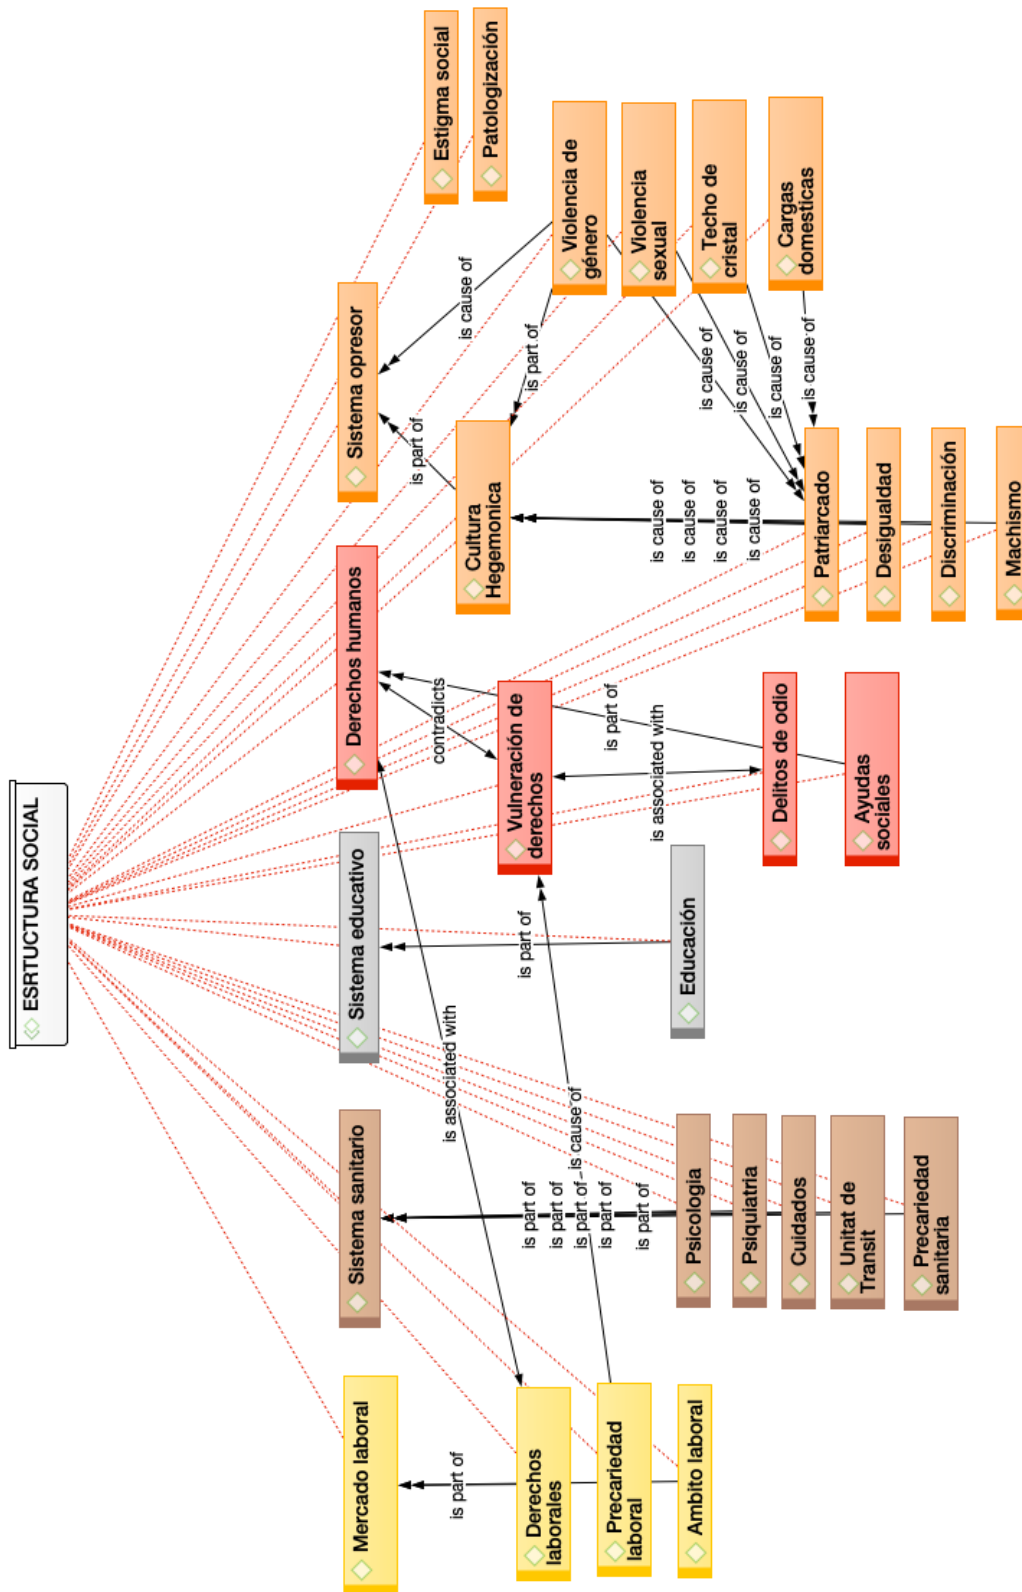 ESRTUCTURA SOCIAL
Mercado laboral
Sistema sanitario
Sistema educativo
Derechos humanos
Sistema opresor
Estigma social
Patologización
is part of
is associated with
is part of
contradicts
is part of
is cause of
Derechos
laborales
Precariedad
laboral
Ambito laboral
is part of
is part of
is part of
is part of
is part of
is cause of
Psicologia
Psiquiatria
Cuidados
Unitat de
Transit
Precariedad
sanitaria
Educación
Vulneración de
derechos
is part of
is associated with
Delitos de odio
Ayudas
sociales
Cultura
Hegemonica
is part of
Violencia de
género
Violencia
sexual
Techo de
cristal
Cargas
domesticas
is cause of
is cause of
is cause of
is cause of
is cause of
is cause of
is cause of
is cause of
Patriarcado
Desigualdad
Discriminación
Machismo